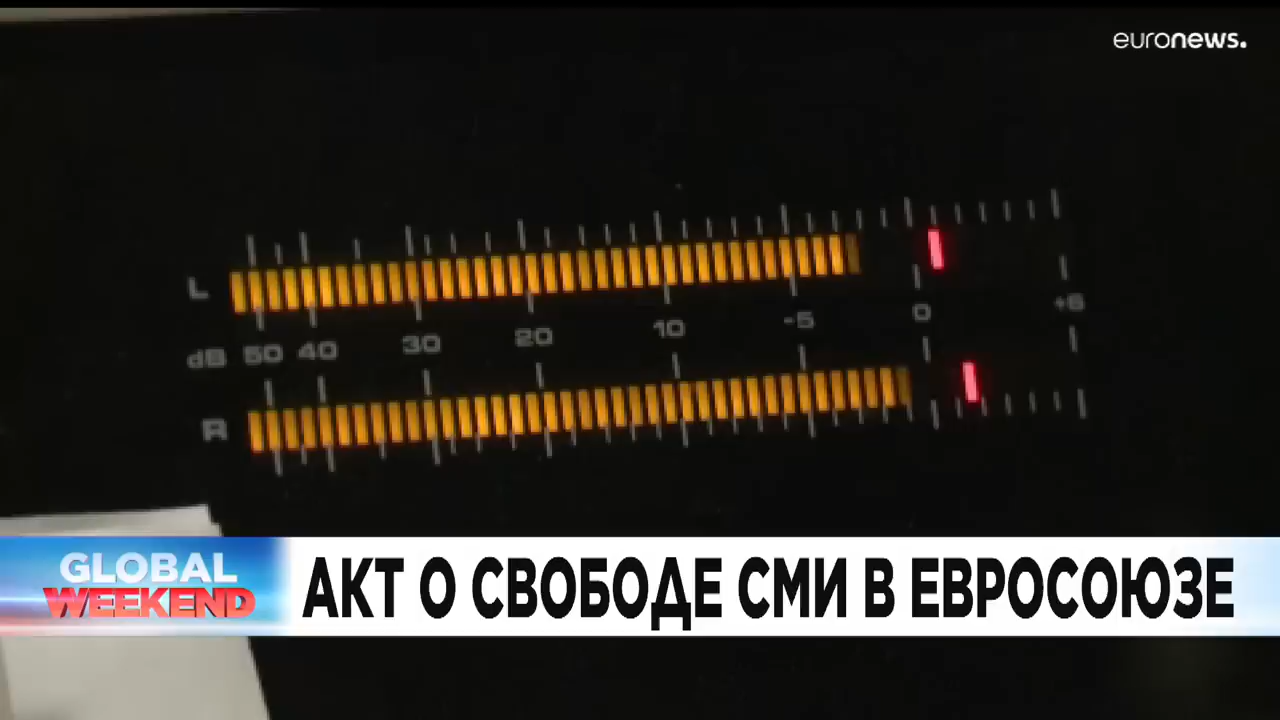 euronews.
L
dB 50 40 30 20 10 -5 0 +6
R
GLOBAL
WEEKEND
АКТ О СВОБОДЕ СМИ В ЕВРОСОЮЗЕ